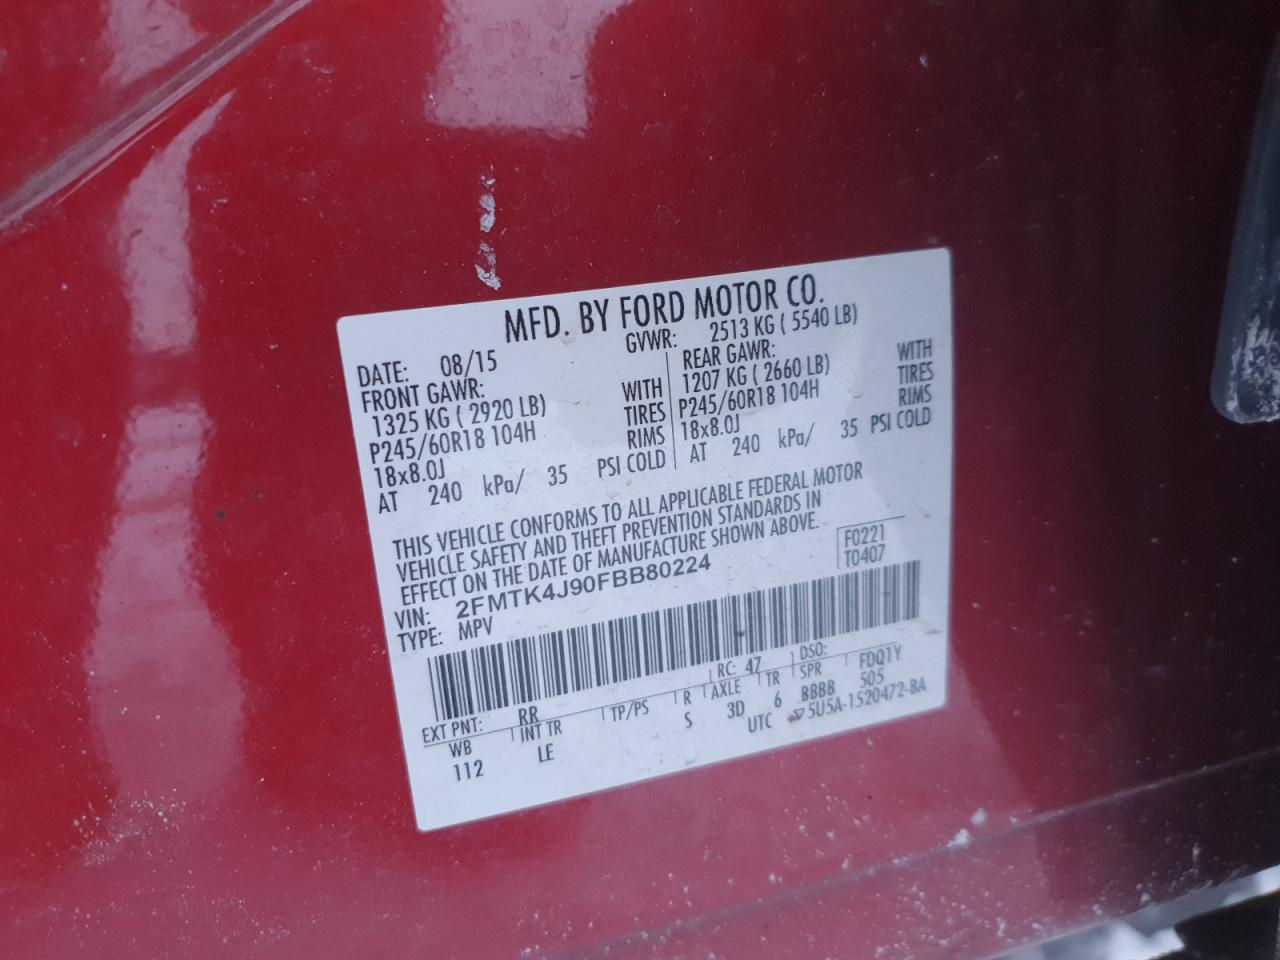 MFD. BY FORD MOTOR CO.
DATE: 08/15 GVWR: 2513 KG ( 5540 LB)
FRONT GAWR: REAR GAWR:
1325 KG ( 2920 LB) WITH 1207 KG ( 2660 LB) WITH
P245/60R18 104H TIRES P245/60R18 104H TIRES
18x8.0J RIMS 18x8.0J RIMS
AT 240 kPa/ 35 PSI COLD AT 240 kPa/ 35 PSI COLD
THIS VEHICLE CONFORMS TO ALL APPLICABLE FEDERAL MOTOR
VEHICLE SAFETY AND THEFT PREVENTION STANDARDS IN
EFFECT ON THE DATE OF MANUFACTURE SHOWN ABOVE.
F0221
T0407
VIN: 2FMTK4J90FBB80224
TYPE: MPV
EXT PNT: RR RC: 47 DSO: FDQ1Y
WB INT TR TP/PS R AXLE TR SPR 505
112 LE S 3D 6 BBBB
UTC 5U5A-1520472-BA